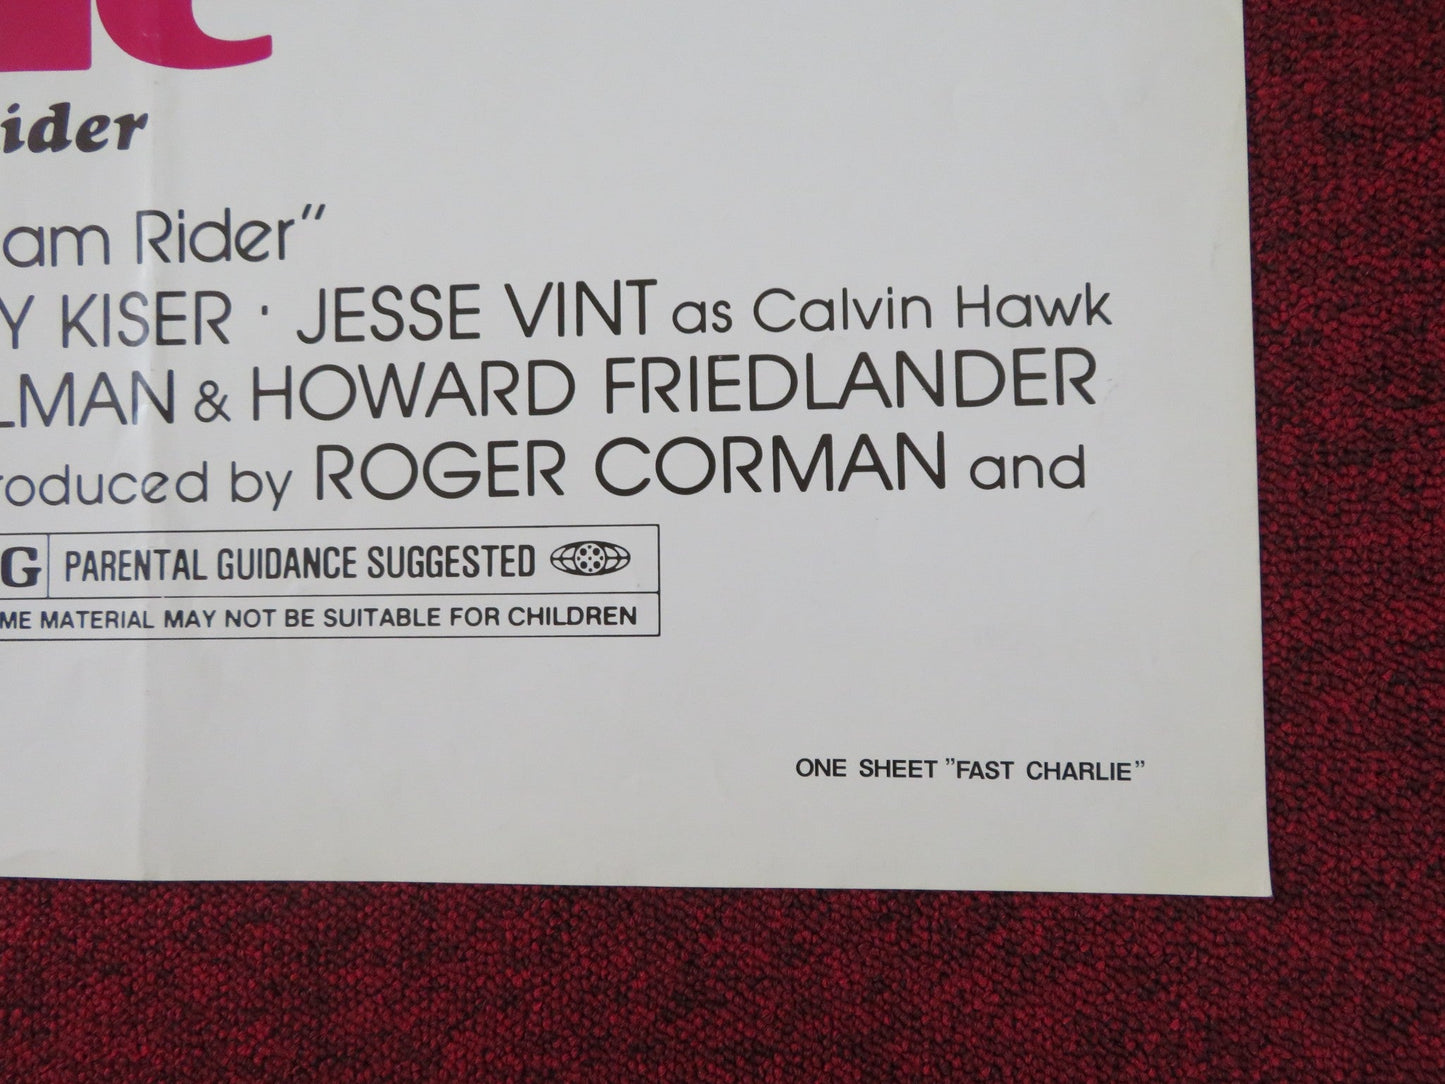 ider
am Rider"
Y KISER · JESSE VINT as Calvin Hawk
LMAN & HOWARD FRIEDLANDER
roduced by ROGER CORMAN and
G PARENTAL GUIDANCE SUGGESTED
ME MATERIAL MAY NOT BE SUITABLE FOR CHILDREN
ONE SHEET "FAST CHARLIE"